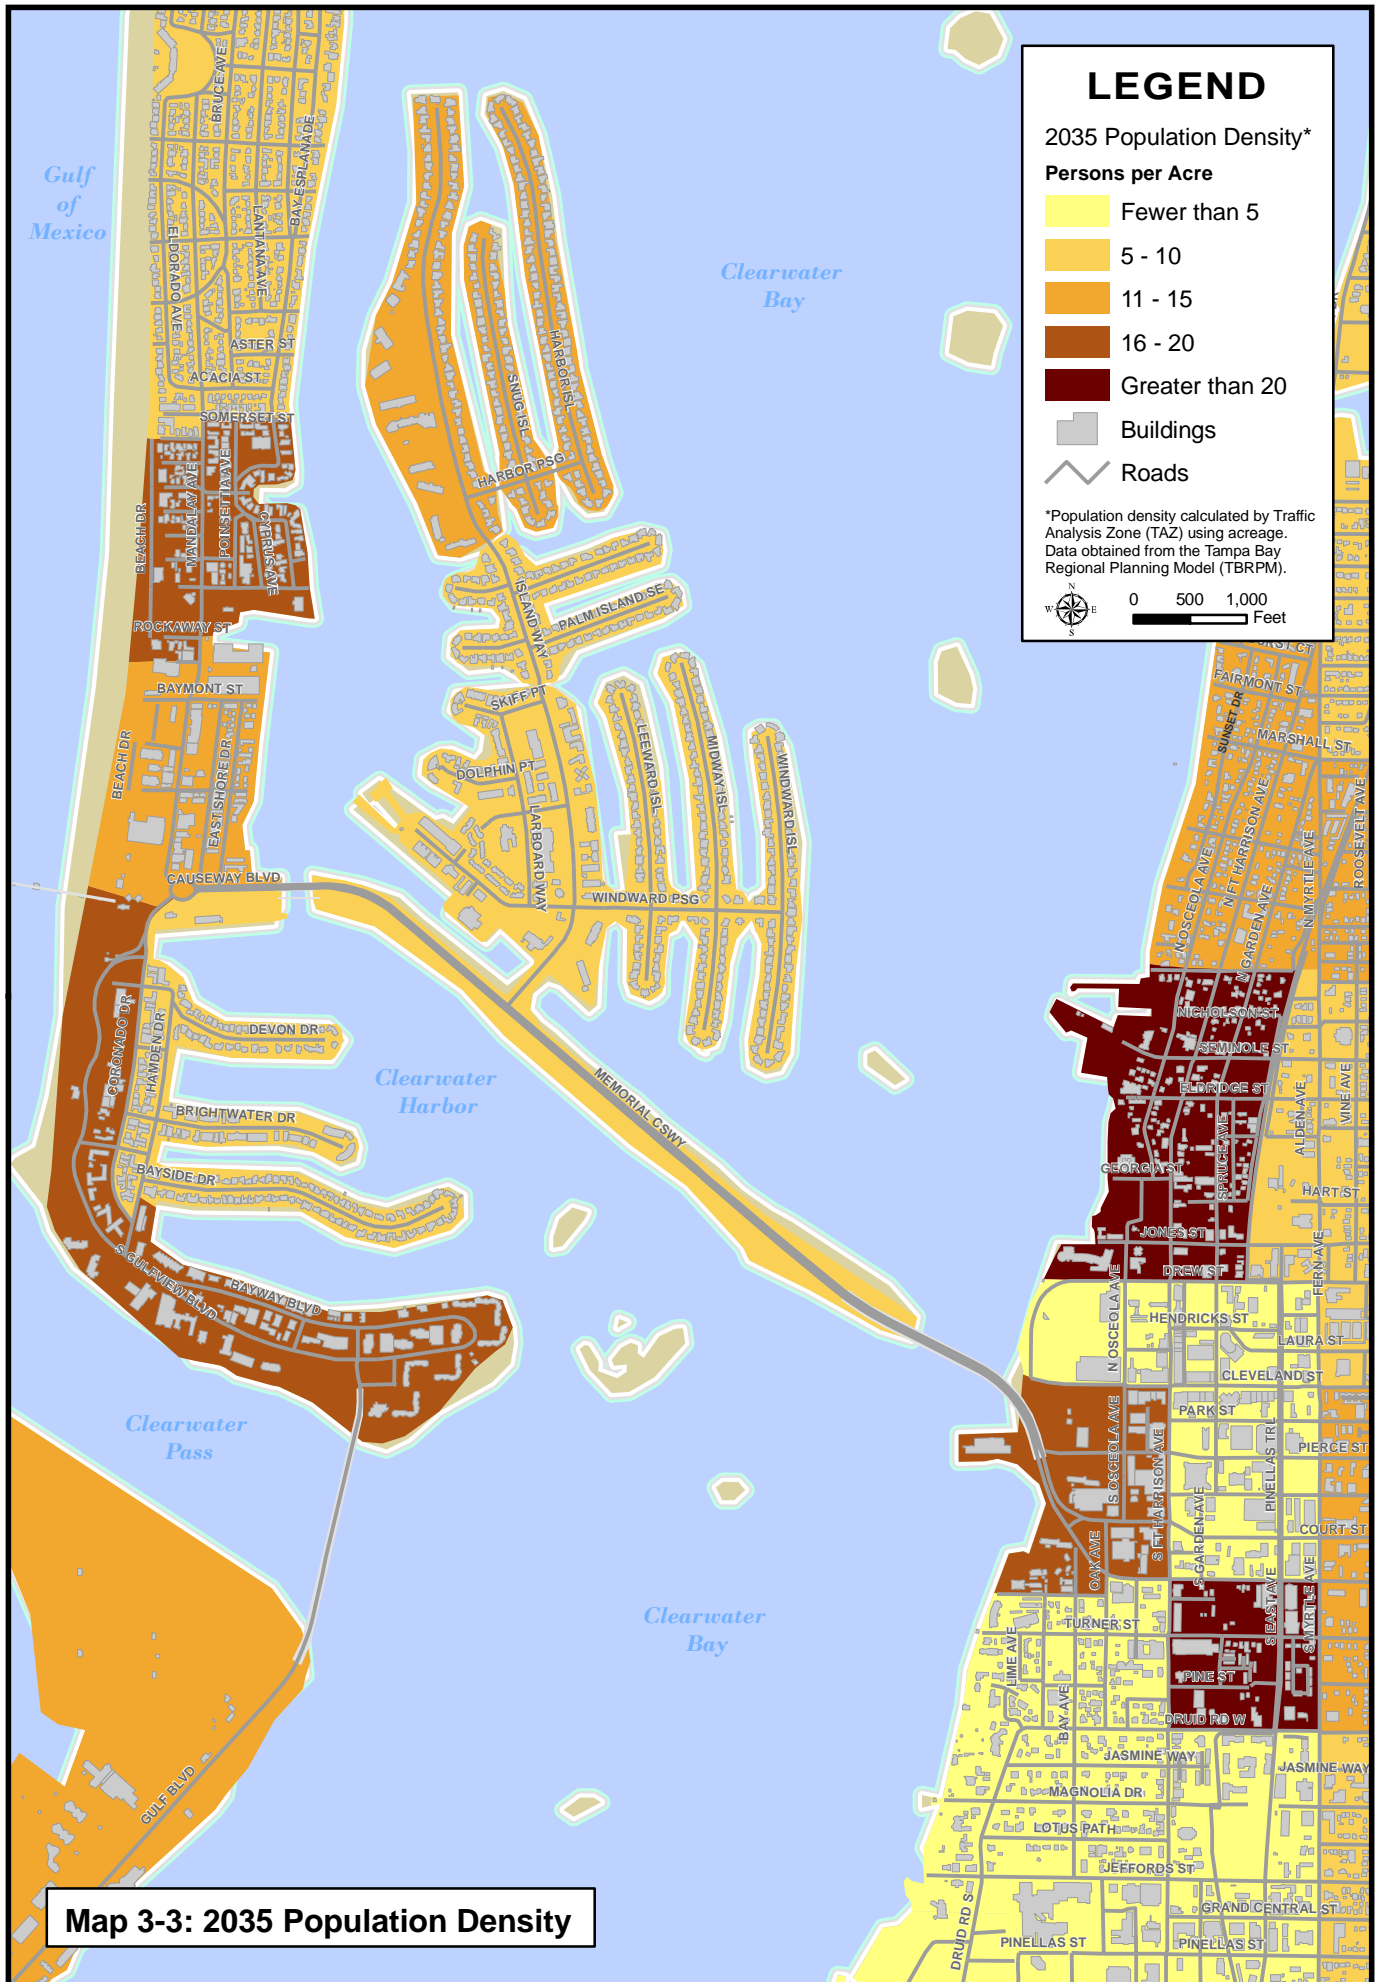 LEGEND
2035 Population Density*
Persons per Acre
Fewer than 5
5 - 10
11 - 15
16 - 20
Greater than 20
Buildings
Roads
*Population density calculated by Traffic
Analysis Zone (TAZ) using acreage.
Data obtained from the Tampa Bay
Regional Planning Model (TBRPM).
N
W
E
S
0 500 1,000
Feet
Gulf
of
Mexico
Clearwater
Bay
BRUCE AVE
BAY ESPLANADE
LANTANA AVE
ELDORADO AVE
ASTER ST
ACACIA ST
SOMERSET ST
MANDALAY AVE
POINSETTIA AVE
CYPRUS AVE
BEACH DR
ROCKAWAY ST
BAYMONT ST
BEACH DR
EAST SHORE DR
CAUSEWAY BLVD
HARBOR ISL
SNUG ISL
HARBOR PSG
ISLAND WAY
PALM ISLAND SE
SKIFF PT
DOLPHIN PT
LARBOARD WAY
LEEWARD ISL
MIDWAY ISL
WINDWARD ISL
WINDWARD PSG
FAIRMONT ST
SUNSET DR
MARSHALL ST
ROOSEVELT AVE
N FT HARRISON AVE
N MYRTLE AVE
N OSCEOLA AVE
N GARDEN AVE
CORONADO DR
HAMDEN DR
DEVON DR
BRIGHTWATER DR
BAYSIDE DR
S GULFVIEW BLVD
BAYWAY BLVD
Clearwater
Harbor
MEMORIAL CSWY
NICHOLSON ST
SEMINOLE ST
ELDRIDGE ST
SPRUCE AVE
ALDEN AVE
VINE AVE
GEORGIA ST
HART ST
JONES ST
DREW ST
FERN AVE
N OSCEOLA AVE
HENDRICKS ST
LAURA ST
CLEVELAND ST
PARK ST
PIERCE ST
PINELLAS TRL
S OSCEOLA AVE
S FT HARRISON AVE
S GARDEN AVE
COURT ST
OAK AVE
S EAST AVE
S MYRTLE AVE
Clearwater
Pass
Clearwater
Bay
TURNER ST
LIME AVE
PINE ST
BAY AVE
DRUID RD W
JASMINE WAY
JASMINE WAY
MAGNOLIA DR
LOTUS PATH
JEFFORDS ST
DRUID RD S
GRAND CENTRAL ST
PINELLAS ST
PINELLAS ST
GULF BLVD
Map 3-3: 2035 Population Density